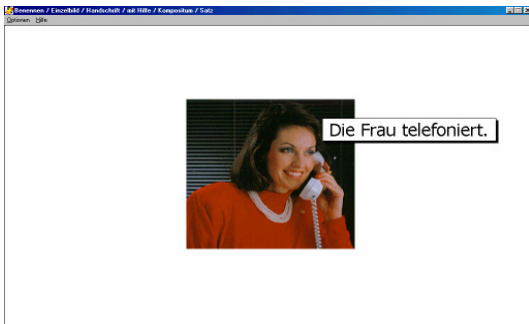 Benennen / Einzelbild / Handschrift / mit Hilfe / Kompositum / Satz
Optionen Hilfe
Die Frau telefoniert.